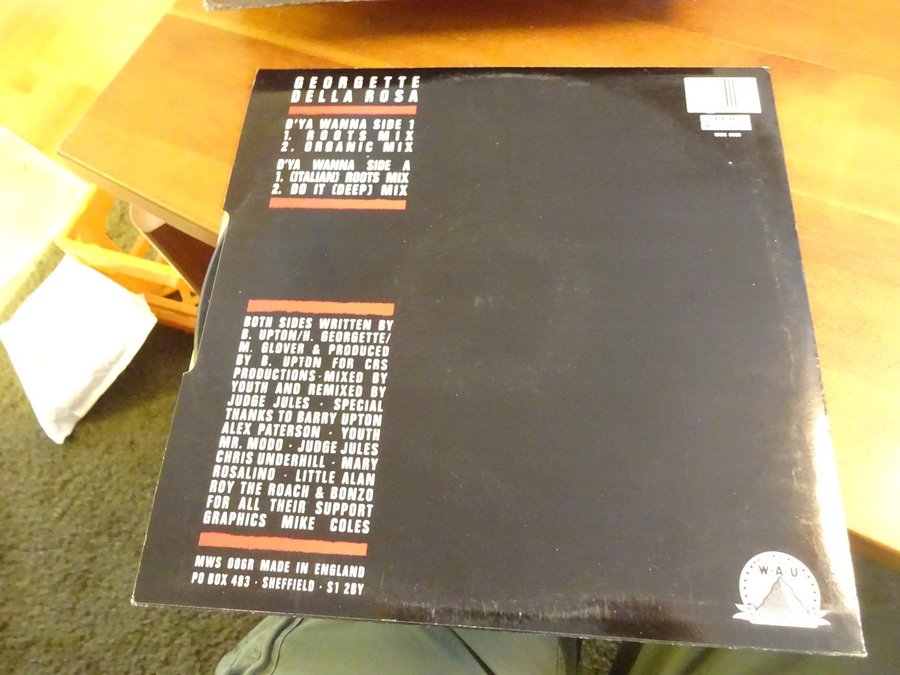 GEORGETTE
DELLA ROSA
D'YA WANNA SIDE 1
1. ROOTS MIX
2. ORGANIC MIX
D'YA WANNA SIDE A
1. (ITALIAN) ROOTS MIX
2. DO IT (DEEP) MIX
BOTH SIDES WRITTEN BY
B. UPTON/H. GEORGETTE/
M. GLOVER & PRODUCED
BY B. UPTON FOR CRS
PRODUCTIONS · MIXED BY
YOUTH AND REMIXED BY
JUDGE JULES · SPECIAL
THANKS TO BARRY UPTON
ALEX PATERSON · YOUTH
MR. MODO · JUDGE JULES
CHRIS UNDERHILL · MARY
ROSALINO · LITTLE ALAN
ROY THE ROACH & BONZO
FOR ALL THEIR SUPPORT
GRAPHICS MIKE COLES
MWS 006R MADE IN ENGLAND
PO BOX 483 · SHEFFIELD · S1 2BY
W·A·U